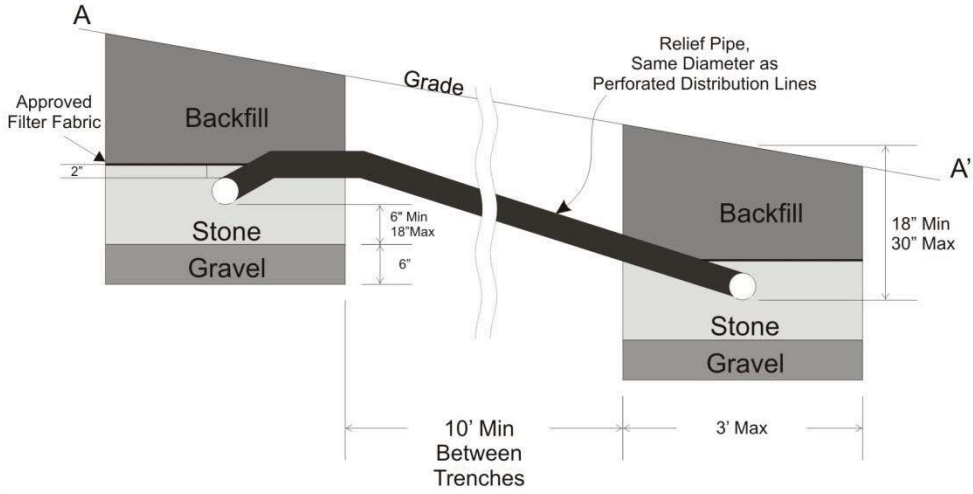 A
Relief Pipe,
Same Diameter as
Perforated Distribution Lines
Grade
Approved
Filter Fabric
Backfill
2”
A’
6" Min
18”Max
Stone
Gravel
6”
Backfill
18” Min
30” Max
Stone
Gravel
10’ Min
Between
Trenches
3’ Max